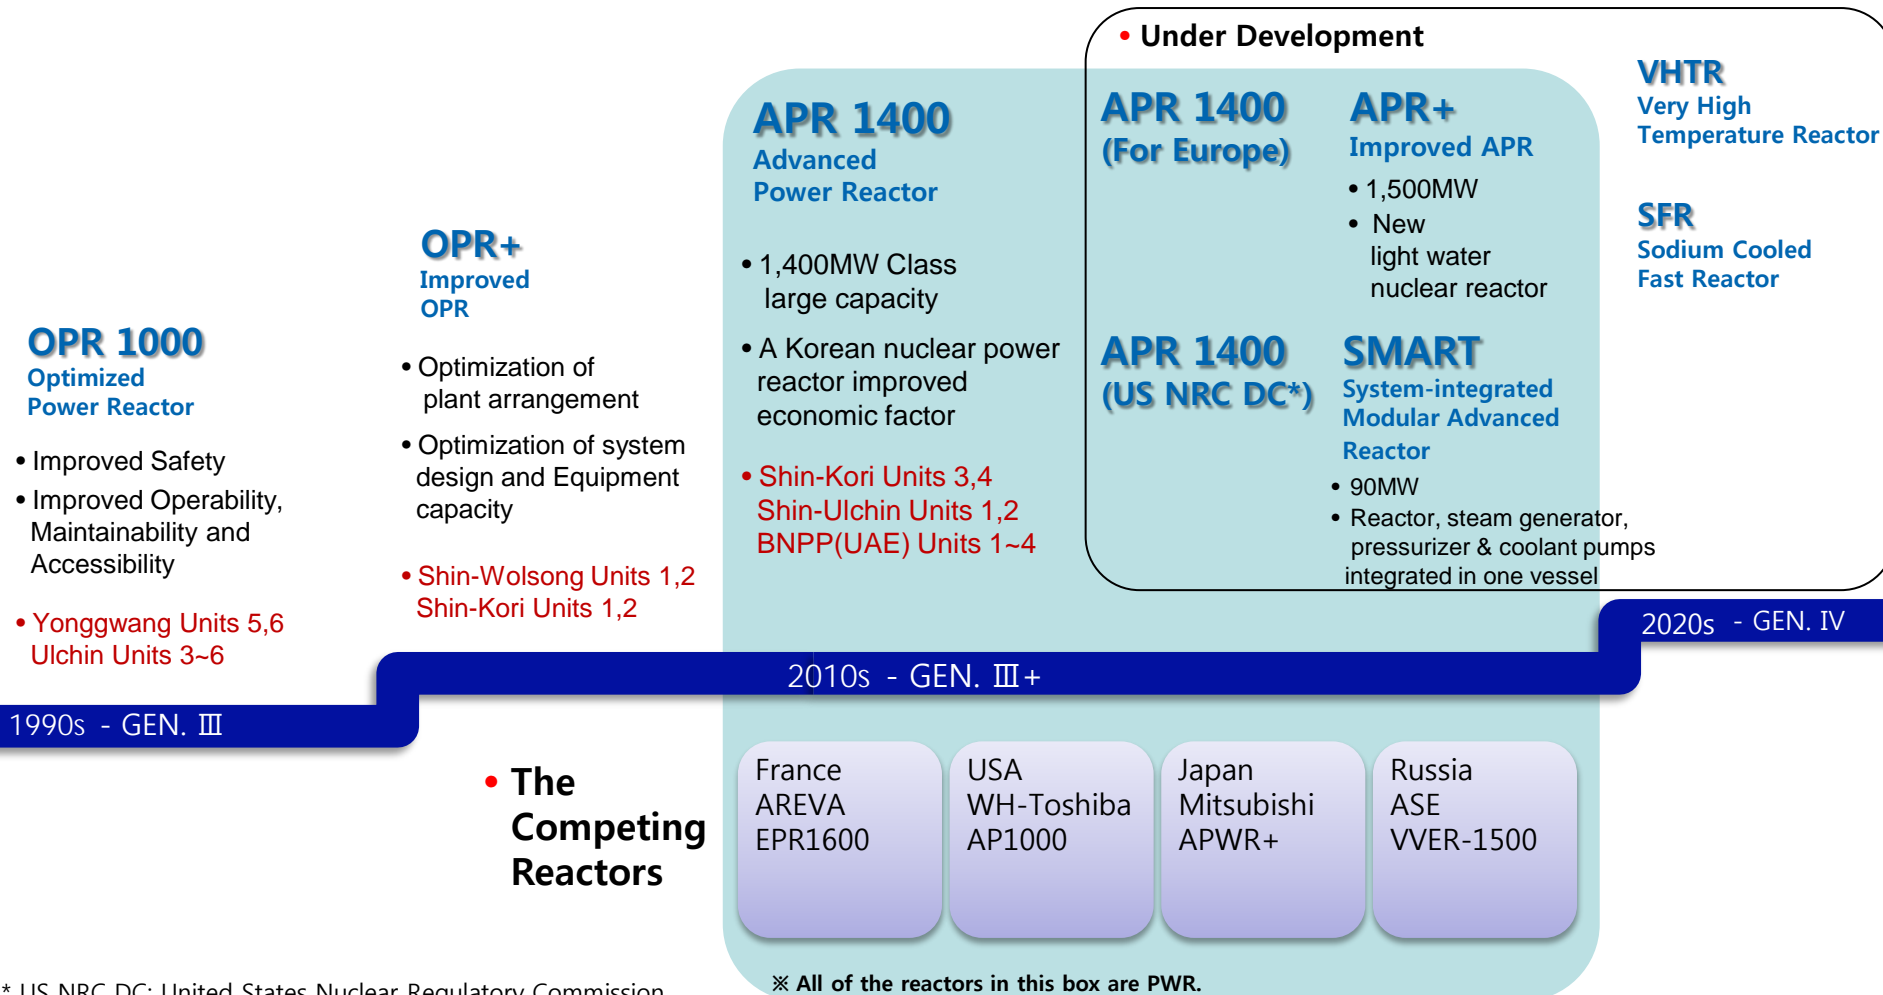 • Under Development
OPR 1000
Optimized
Power Reactor
• Improved Safety
• Improved Operability,
Maintainability and
Accessibility
• Yonggwang Units 5,6
Ulchin Units 3~6
OPR+
Improved
OPR
• Optimization of
plant arrangement
• Optimization of system
design and Equipment
capacity
• Shin-Wolsong Units 1,2
Shin-Kori Units 1,2
APR 1400
Advanced
Power Reactor
• 1,400MW Class
large capacity
• A Korean nuclear power
reactor improved
economic factor
• Shin-Kori Units 3,4
Shin-Ulchin Units 1,2
BNPP(UAE) Units 1~4
APR 1400
(For Europe)
APR 1400
(US NRC DC*)
APR+
Improved APR
• 1,500MW
• New
light water
nuclear reactor
SMART
System-integrated
Modular Advanced
Reactor
• 90MW
• Reactor, steam generator,
pressurizer & coolant pumps
integrated in one vessel
VHTR
Very High
Temperature Reactor
SFR
Sodium Cooled
Fast Reactor
1990s - GEN. Ⅲ
2010s - GEN. Ⅲ+
2020s - GEN. IV
• The
Competing
Reactors
France
AREVA
EPR1600
USA
WH-Toshiba
AP1000
Japan
Mitsubishi
APWR+
Russia
ASE
VVER-1500
※ All of the reactors in this box are PWR.
* US NRC DC: United States Nuclear Regulatory Commission